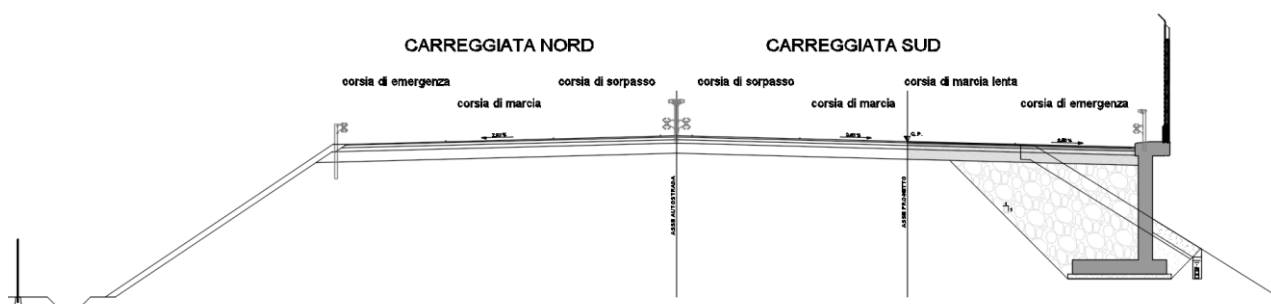 CARREGGIATA NORD
CARREGGIATA SUD
corsia di emergenza
corsia di sorpasso
corsia di sorpasso
corsia di marcia lenta
corsia di marcia
corsia di marcia
corsia di emergenza
ASSE AUTOSTRADA
ASSE PROGETTO